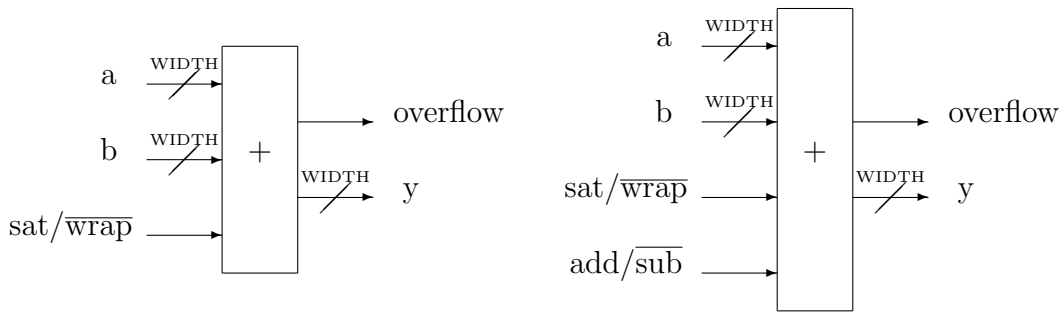 a
WIDTH
b
WIDTH
sat/wrap
+
overflow
WIDTH
y
a
WIDTH
b
WIDTH
sat/wrap
add/sub
+
overflow
WIDTH
y